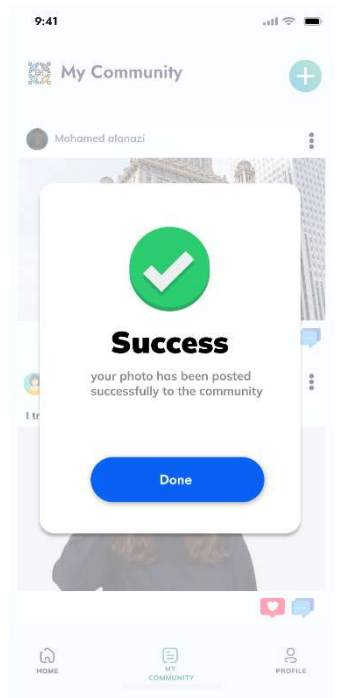 9:41
My Community
Mohamed alanazi
Success
your photo has been posted
successfully to the community
I tr
Done
HOME
MY
COMMUNITY
PROFILE